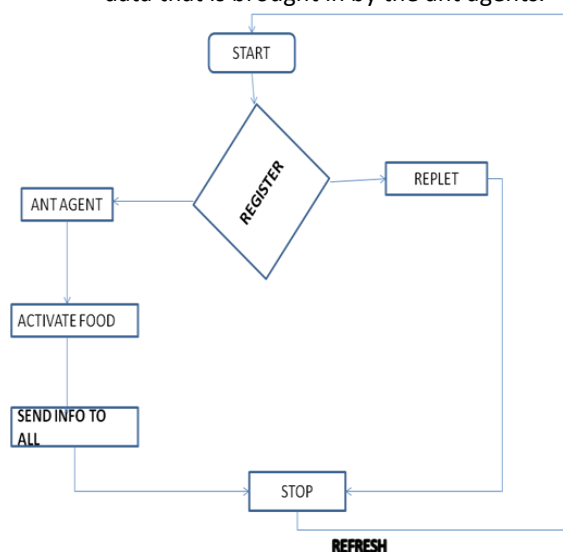 data that is brought in by the ant agents.
START
REGISTER
REPLET
ANT AGENT
ACTIVATE FOOD
SEND INFO TO
ALL
STOP
REFRESH